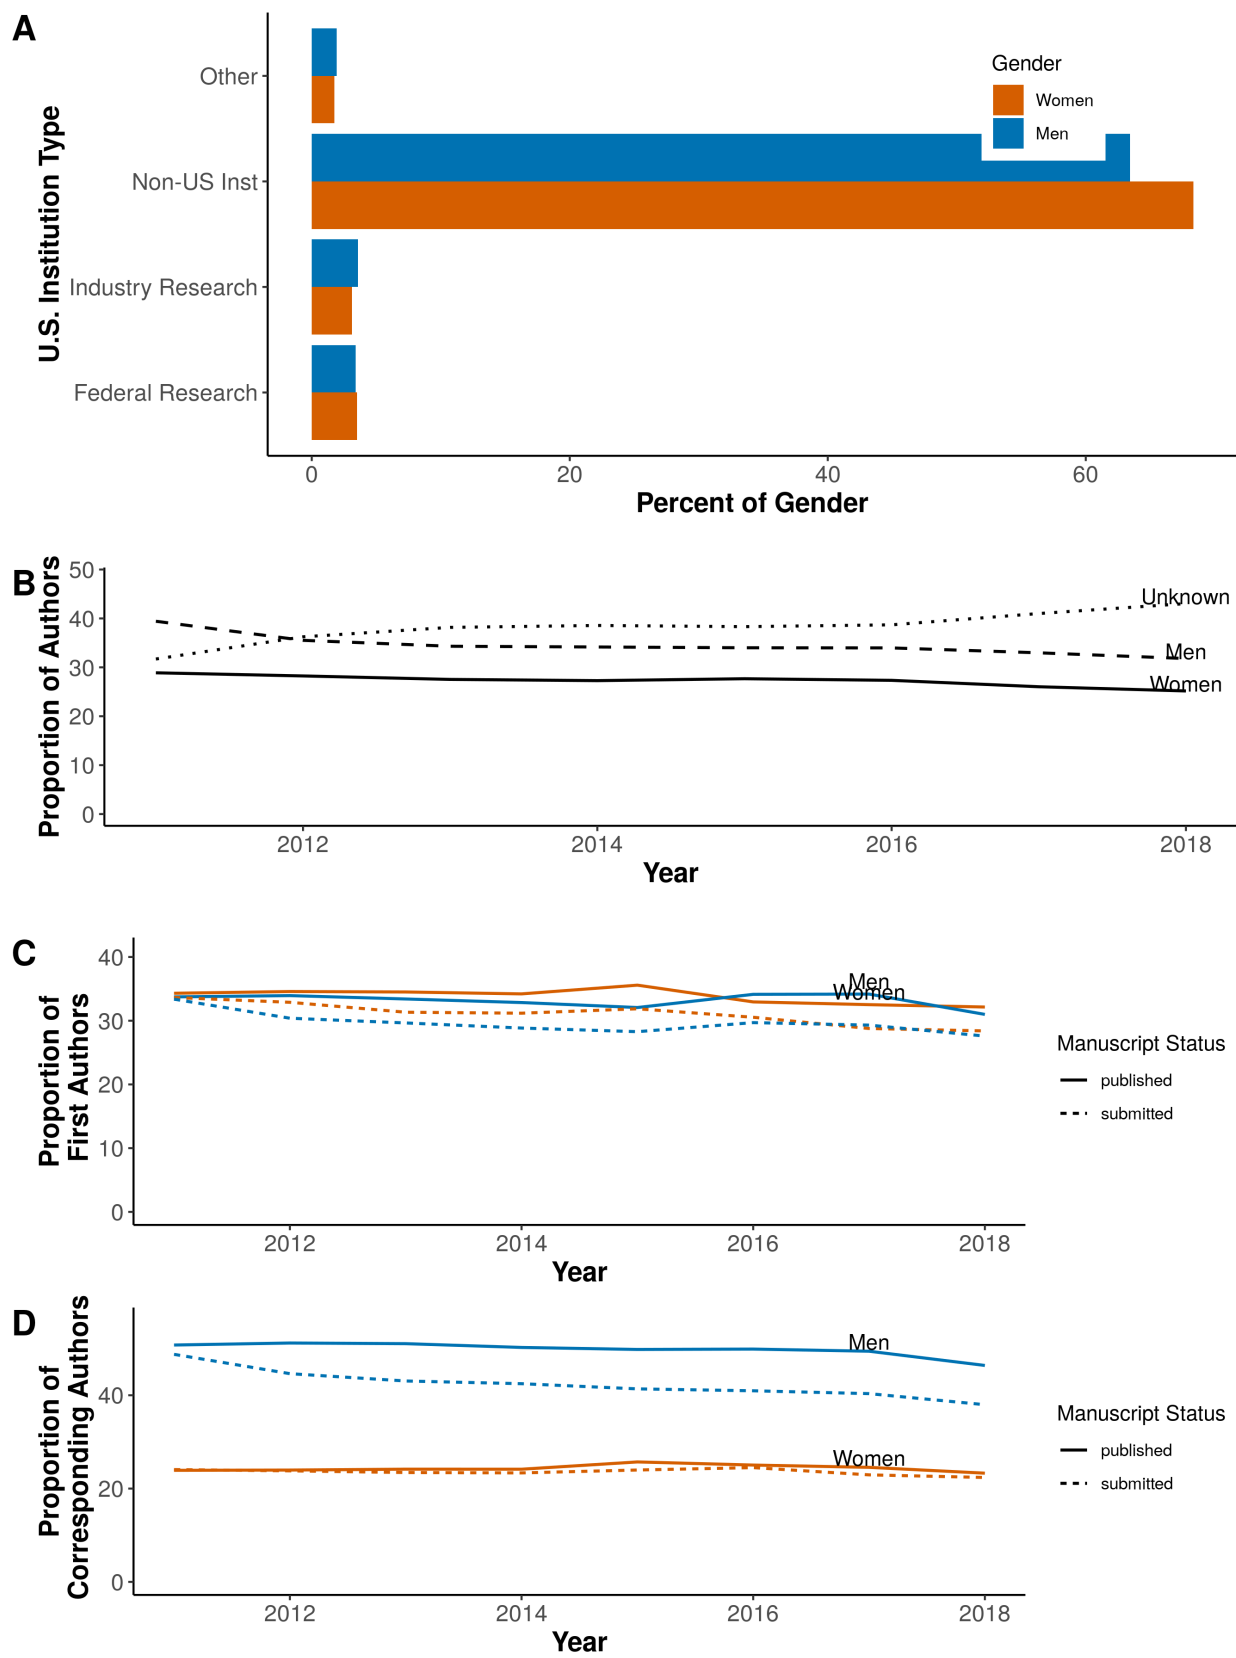 A
U.S. Institution Type
Other
Non-US Inst
Industry Research
Federal Research
Gender
Women
Men
0 20 40 60
Percent of Gender
B
Proportion of Authors
50
40
30
20
10
0
Unknown
Men
Women
2012 2014 2016 2018
Year
C
Proportion of
First Authors
40
30
20
10
0
Men
Women
Manuscript Status
published
submitted
2012 2014 2016 2018
Year
D
Proportion of
Corresponding Authors
40
20
0
Men
Women
Manuscript Status
published
submitted
2012 2014 2016 2018
Year